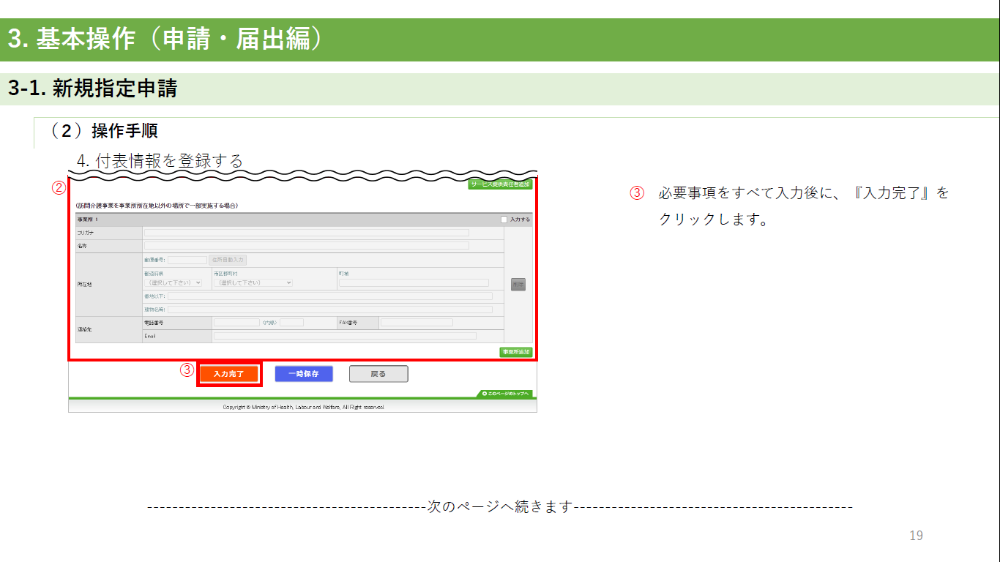 3. 基本操作（申請・届出編）
3-1. 新規指定申請
（２）操作手順
4. 付表情報を登録する
②
サービス提供責任者追加
(訪問介護事業を事業所所在地以外の場所で一部実施する場合)
事業所 1
入力する
フリガナ
名称
所在地
郵便番号:
住所自動入力
都道府県
（選択して下さい）
市区郡町村
（選択して下さい）
町域
番地以下:
建物名等:
削除
連絡先
電話番号
(内線)
FAX番号
Email
事業所追加
③
入力完了
一時保存
戻る
このページのトップへ
Copyright © Ministry of Health, Labour and Welfare, All Right reserved.
③ 必要事項をすべて入力後に、『入力完了』を
クリックします。
--------------------------------------------次のページへ続きます--------------------------------------------
19